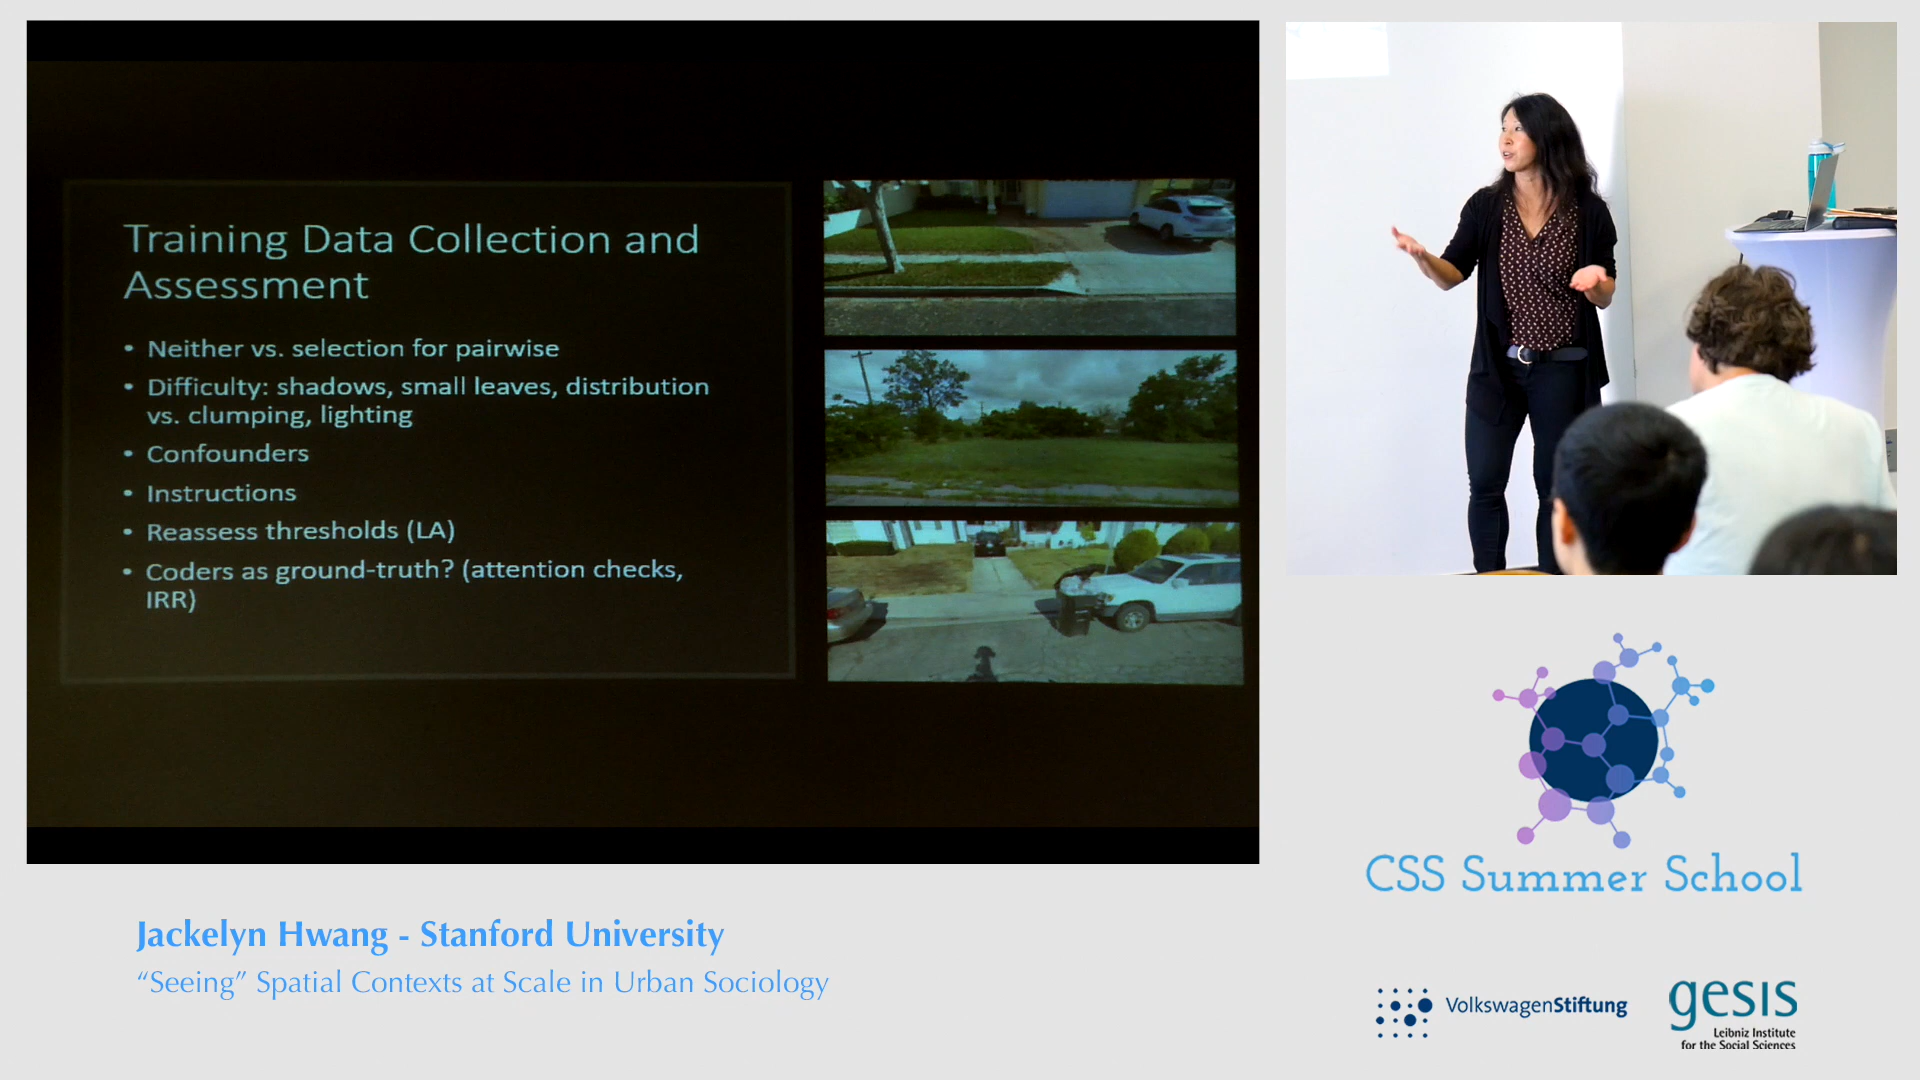 Training Data Collection and
Assessment
• Neither vs. selection for pairwise
• Difficulty: shadows, small leaves, distribution
vs. clumping, lighting
• Confounders
• Instructions
• Reassess thresholds (LA)
• Coders as ground-truth? (attention checks,
IRR)
CSS Summer School
Jackelyn Hwang - Stanford University
“Seeing” Spatial Contexts at Scale in Urban Sociology
VolkswagenStiftung
gesis
Leibniz Institute
for the Social Sciences